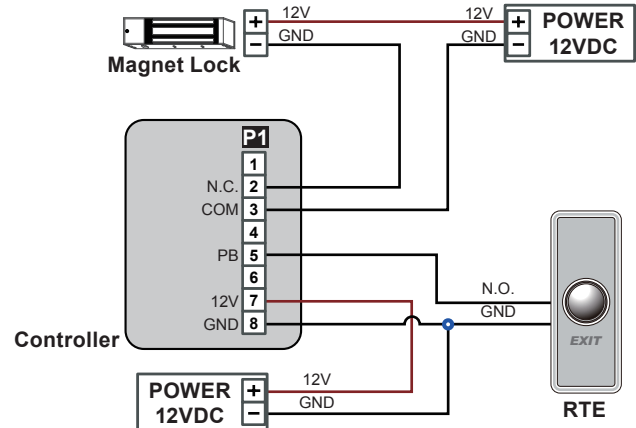 12V
12V
+
+
POWER
GND
GND
−
−
12VDC
Magnet Lock
P1
1
N.C. 2
COM 3
4
PB 5
6
N.O.
12V 7
GND
GND 8
Controller
EXIT
12V
POWER +
GND
12VDC −
RTE